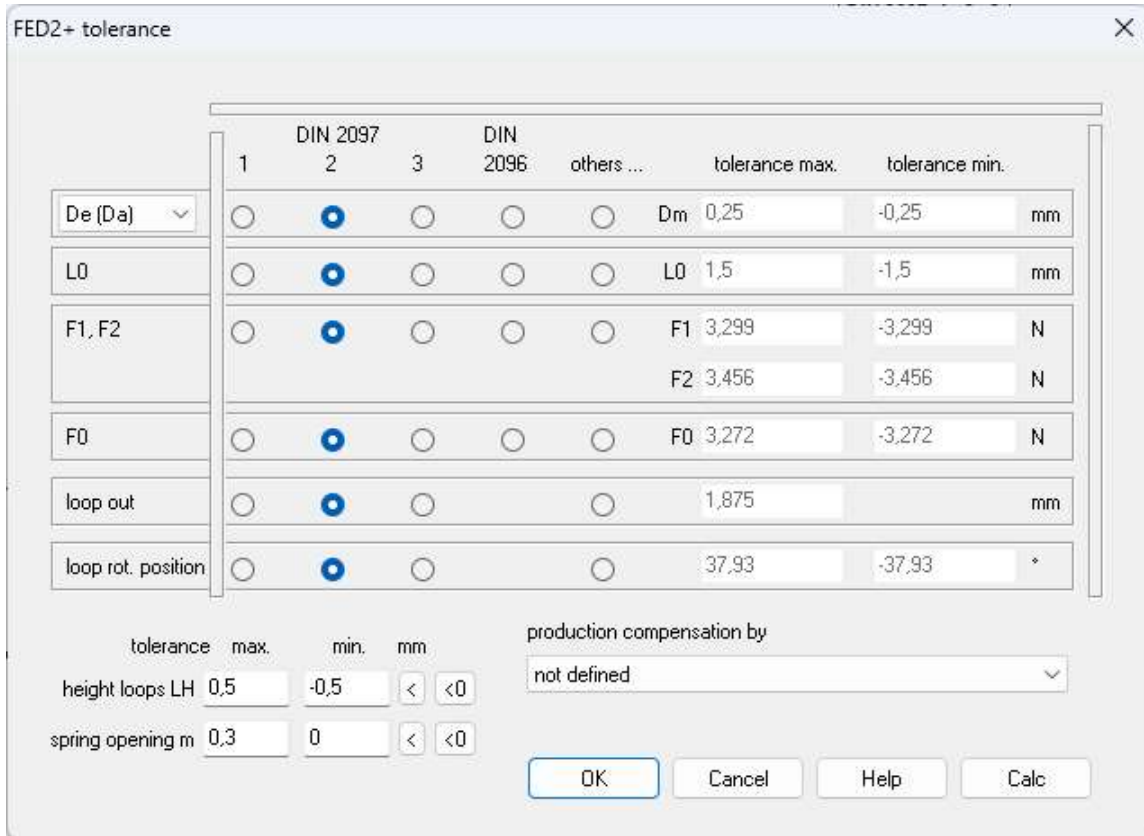 FED2+ tolerance
DIN 2097 DIN
1 2 3 2096 others ... tolerance max. tolerance min.
De (Da) Dm 0,25 -0,25 mm
L0 L0 1,5 -1,5 mm
F1, F2 F1 3,299 -3,299 N
F2 3,456 -3,456 N
F0 F0 3,272 -3,272 N
loop out 1,875 mm
loop rot. position 37,93 -37,93 °
production compensation by
tolerance max. min. mm
not defined
height loops LH 0,5 -0,5 < <0
spring opening m 0,3 0 < <0
OK Cancel Help Calc